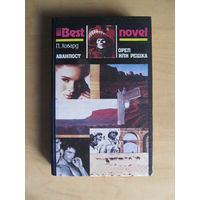 Best novel
П. Ховард
АВАНПОСТ
ОРЕЛ
ИЛИ РЕШКА